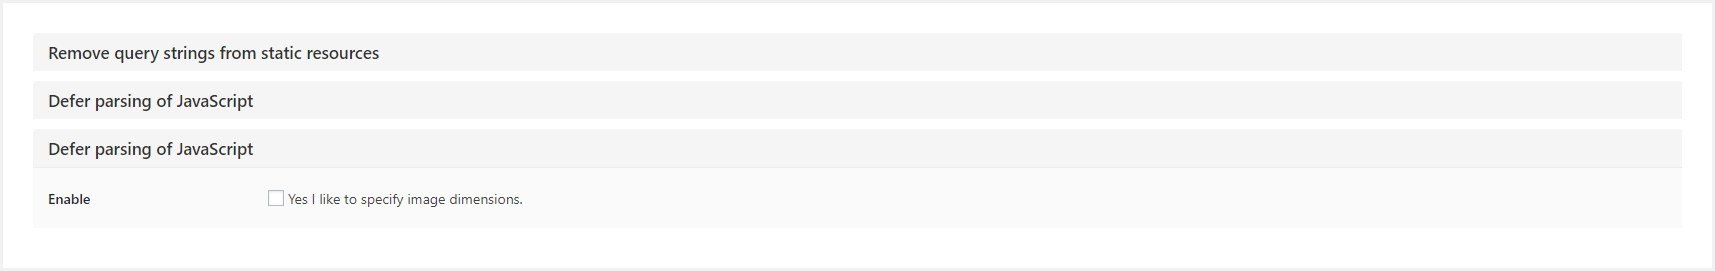 Remove query strings from static resources
Defer parsing of JavaScript
Defer parsing of JavaScript
Enable Yes I like to specify image dimensions.